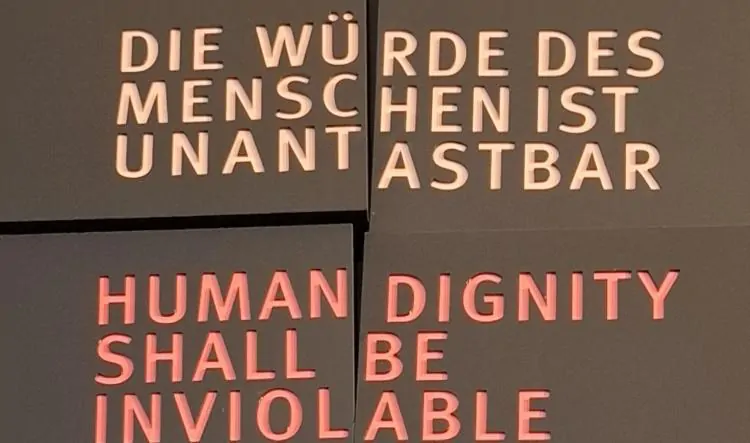 DIE WÜRDE DES
MENSCHEN IST
UNANTASTBAR
HUMAN DIGNITY
SHALL BE
INVIOLABLE